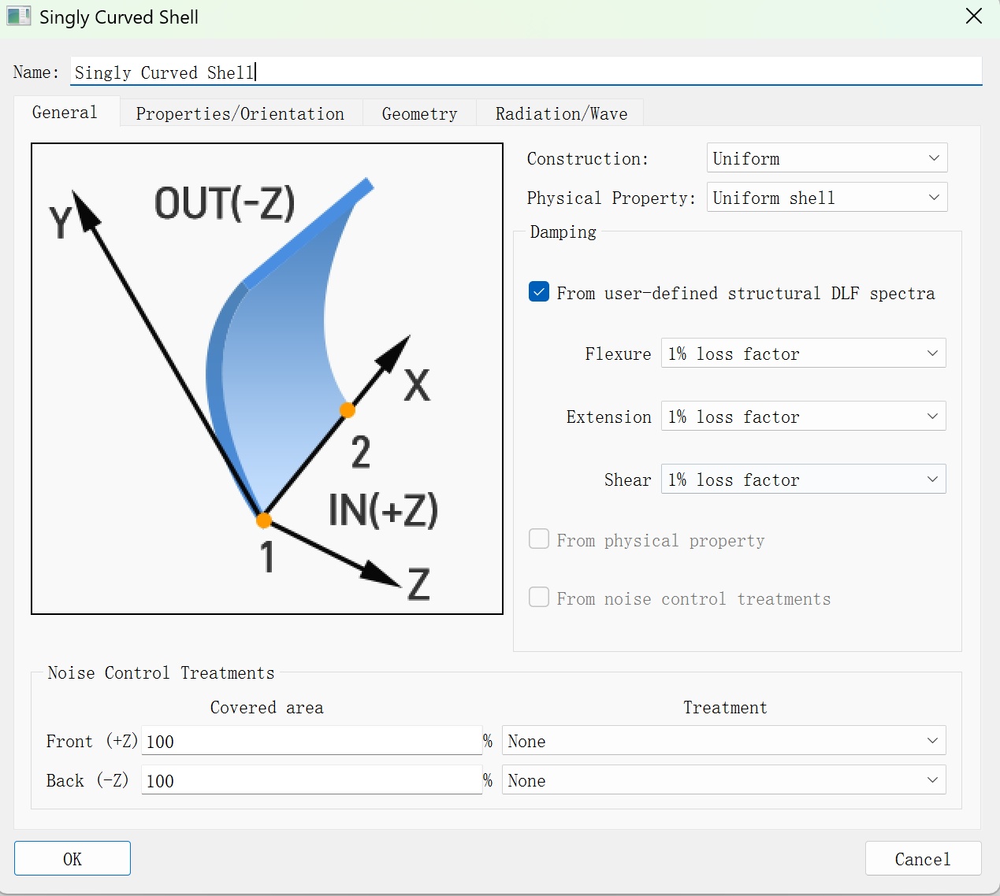 Singly Curved Shell
Name: Singly Curved Shell
General Properties/Orientation Geometry Radiation/Wave
Y
OUT(-Z)
X
2
IN(+Z)
1
Z
Construction: Uniform
Physical Property: Uniform shell
Damping
From user-defined structural DLF spectra
Flexure 1% loss factor
Extension 1% loss factor
Shear 1% loss factor
From physical property
From noise control treatments
Noise Control Treatments
Covered area Treatment
Front (+Z) 100 % None
Back (-Z) 100 % None
OK Cancel